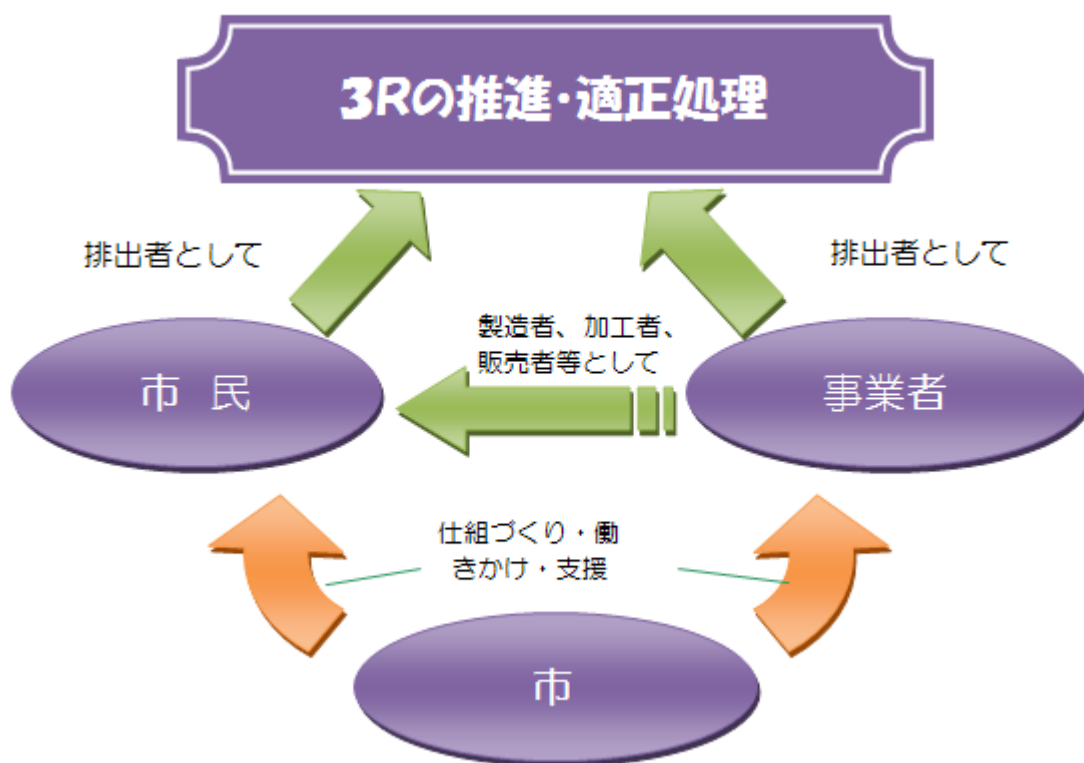 3Rの推進・適正処理
排出者として
排出者として
製造者、加工者、
販売者等として
市 民
事業者
仕組づくり・働
きかけ・支援
市